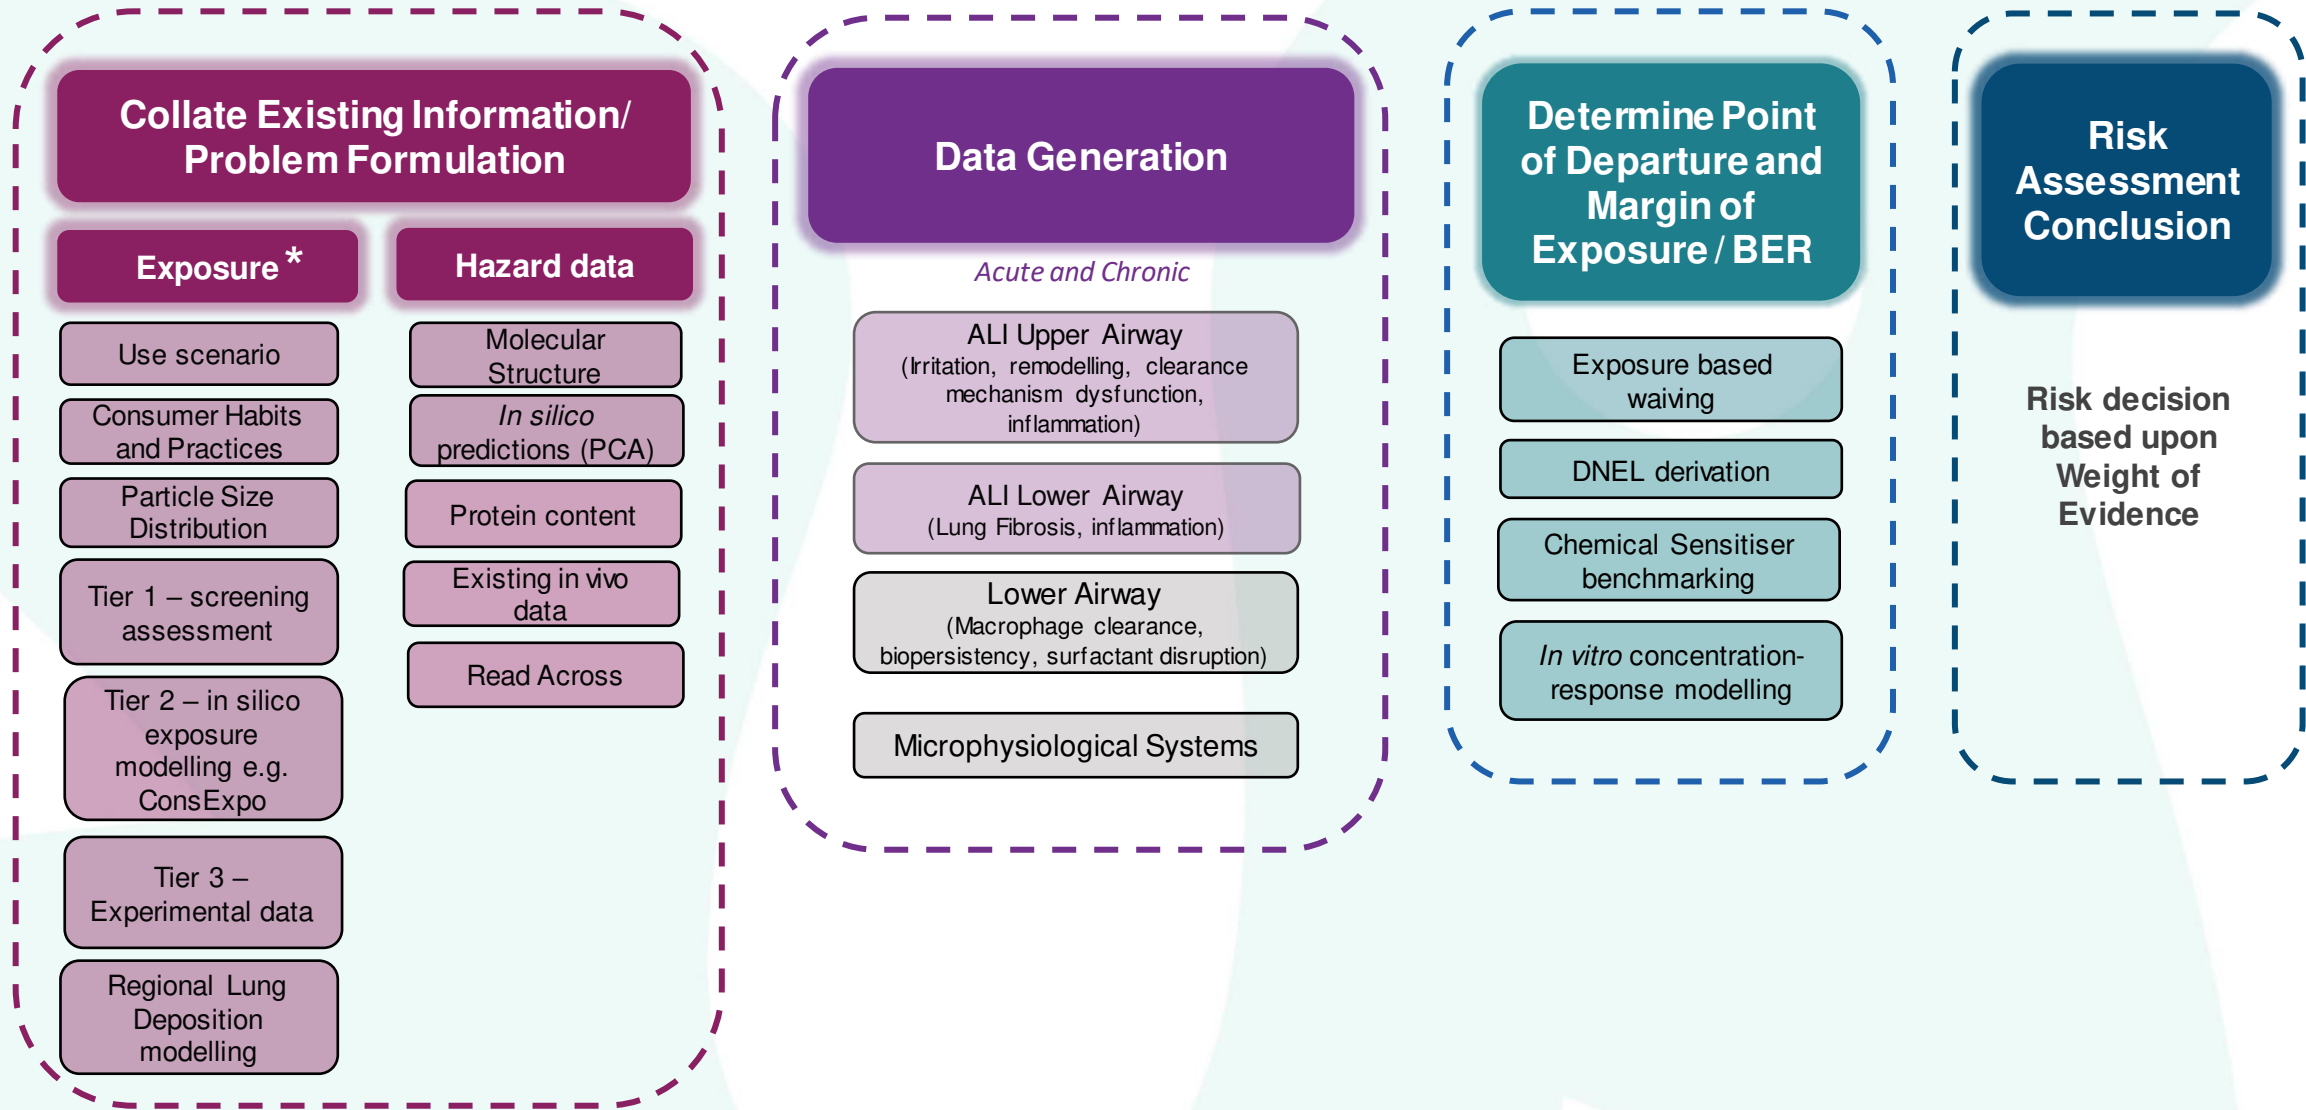 Collate Existing Information/
Problem Formulation
Exposure *
Use scenario
Consumer Habits
and Practices
Particle Size
Distribution
Tier 1 – screening
assessment
Tier 2 – in silico
exposure
modelling e.g.
ConsExpo
Tier 3 –
Experimental data
Regional Lung
Deposition
modelling
Hazard data
Molecular
Structure
In silico
predictions (PCA)
Protein content
Existing in vivo
data
Read Across
Data Generation
Acute and Chronic
ALI Upper Airway
(Irritation, remodelling, clearance
mechanism dysfunction,
inflammation)
ALI Lower Airway
(Lung Fibrosis, inflammation)
Lower Airway
(Macrophage clearance,
biopersistency, surfactant disruption)
Microphysiological Systems
Determine Point
of Departure and
Margin of
Exposure / BER
Exposure based
waiving
DNEL derivation
Chemical Sensitiser
benchmarking
In vitro concentration-
response modelling
Risk
Assessment
Conclusion
Risk decision
based upon
Weight of
Evidence